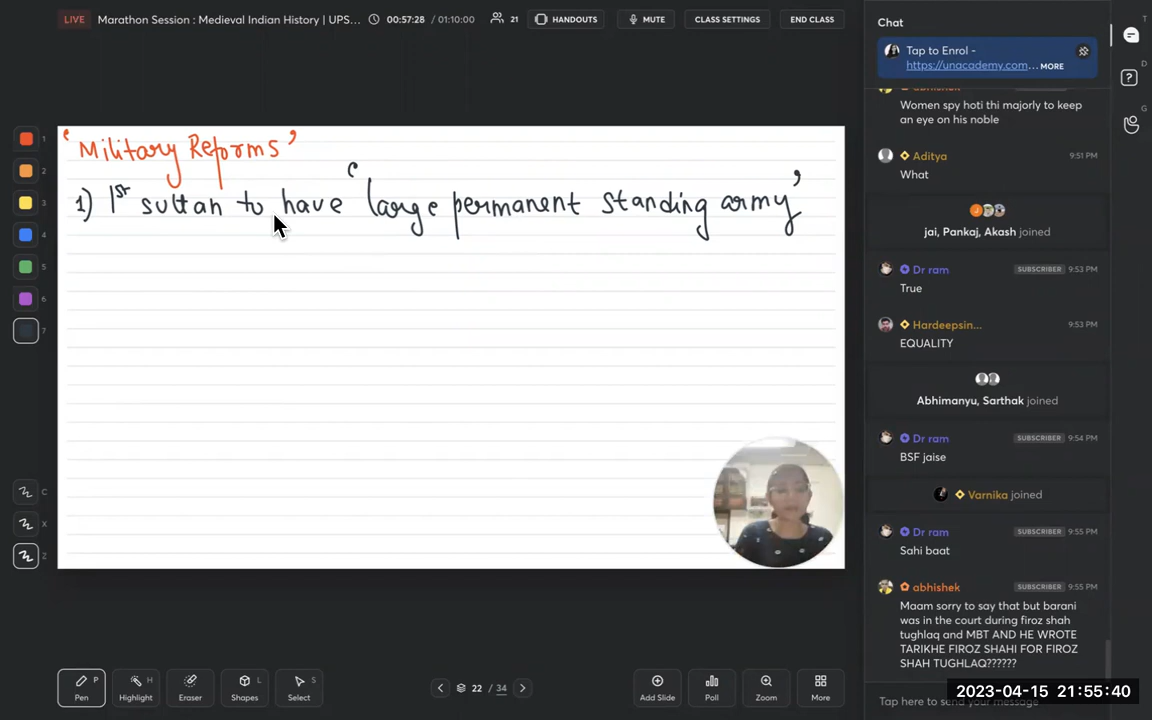 LIVE
Marathon Session : Medieval Indian History | UPS...
00:57:28 / 01:10:00
21
HANDOUTS
MUTE
CLASS SETTINGS
END CLASS
'Military Reforms'
1) 1st sultan to have 'large permanent standing army'
1
2
3
4
5
6
7
C
X
Z
P
Pen
H
Highlight
E
Eraser
L
Shapes
S
Select
22 / 34
Add Slide
Poll
Zoom
More
Chat
Tap to Enrol -
https://unacademy.com... MORE
Women spy hoti thi majorly to keep
an eye on his noble
Aditya 9:51 PM
What
jai, Pankaj, Akash joined
Dr ram SUBSCRIBER 9:53 PM
True
Hardeepsin... 9:53 PM
EQUALITY
Abhimanyu, Sarthak joined
Dr ram SUBSCRIBER 9:54 PM
BSF jaise
Varnika joined
Dr ram SUBSCRIBER 9:55 PM
Sahi baat
abhishek SUBSCRIBER 9:55 PM
Maam sorry to say that but barani
was in the court during firoz shah
tughlaq and MBT AND HE WROTE
TARIKHE FIROZ SHAHI FOR FIROZ
SHAH TUGHLAQ??????
Tap here to send your message
2023-04-15 21:55:40
T
D
G